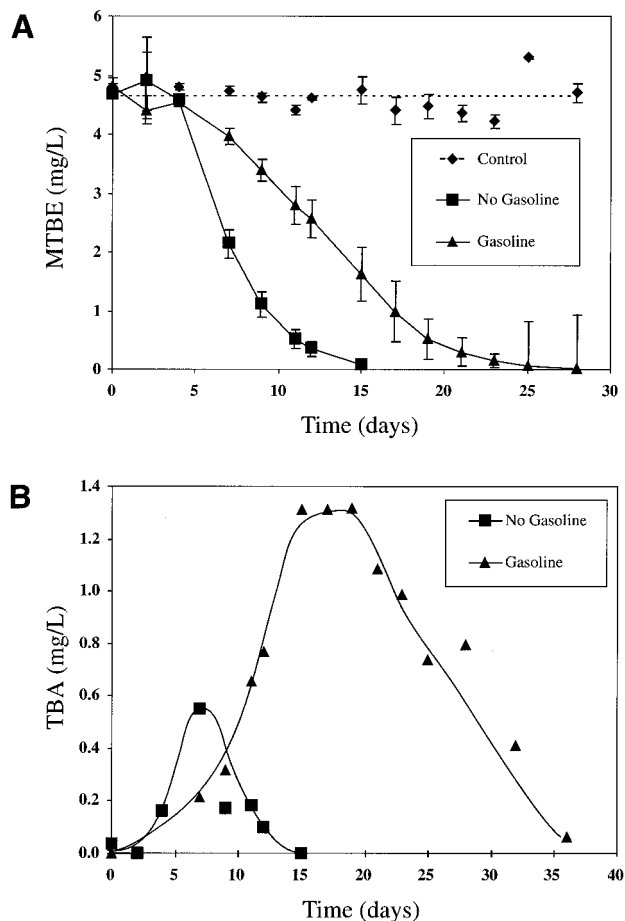 A
6
5
4
3
2
1
0
MTBE (mg/L)
Control
No Gasoline
Gasoline
0 5 10 15 20 25 30
Time (days)
B
1.4
1.2
1.0
0.8
0.6
0.4
0.2
0.0
TBA (mg/L)
No Gasoline
Gasoline
0 5 10 15 20 25 30 35 40
Time (days)